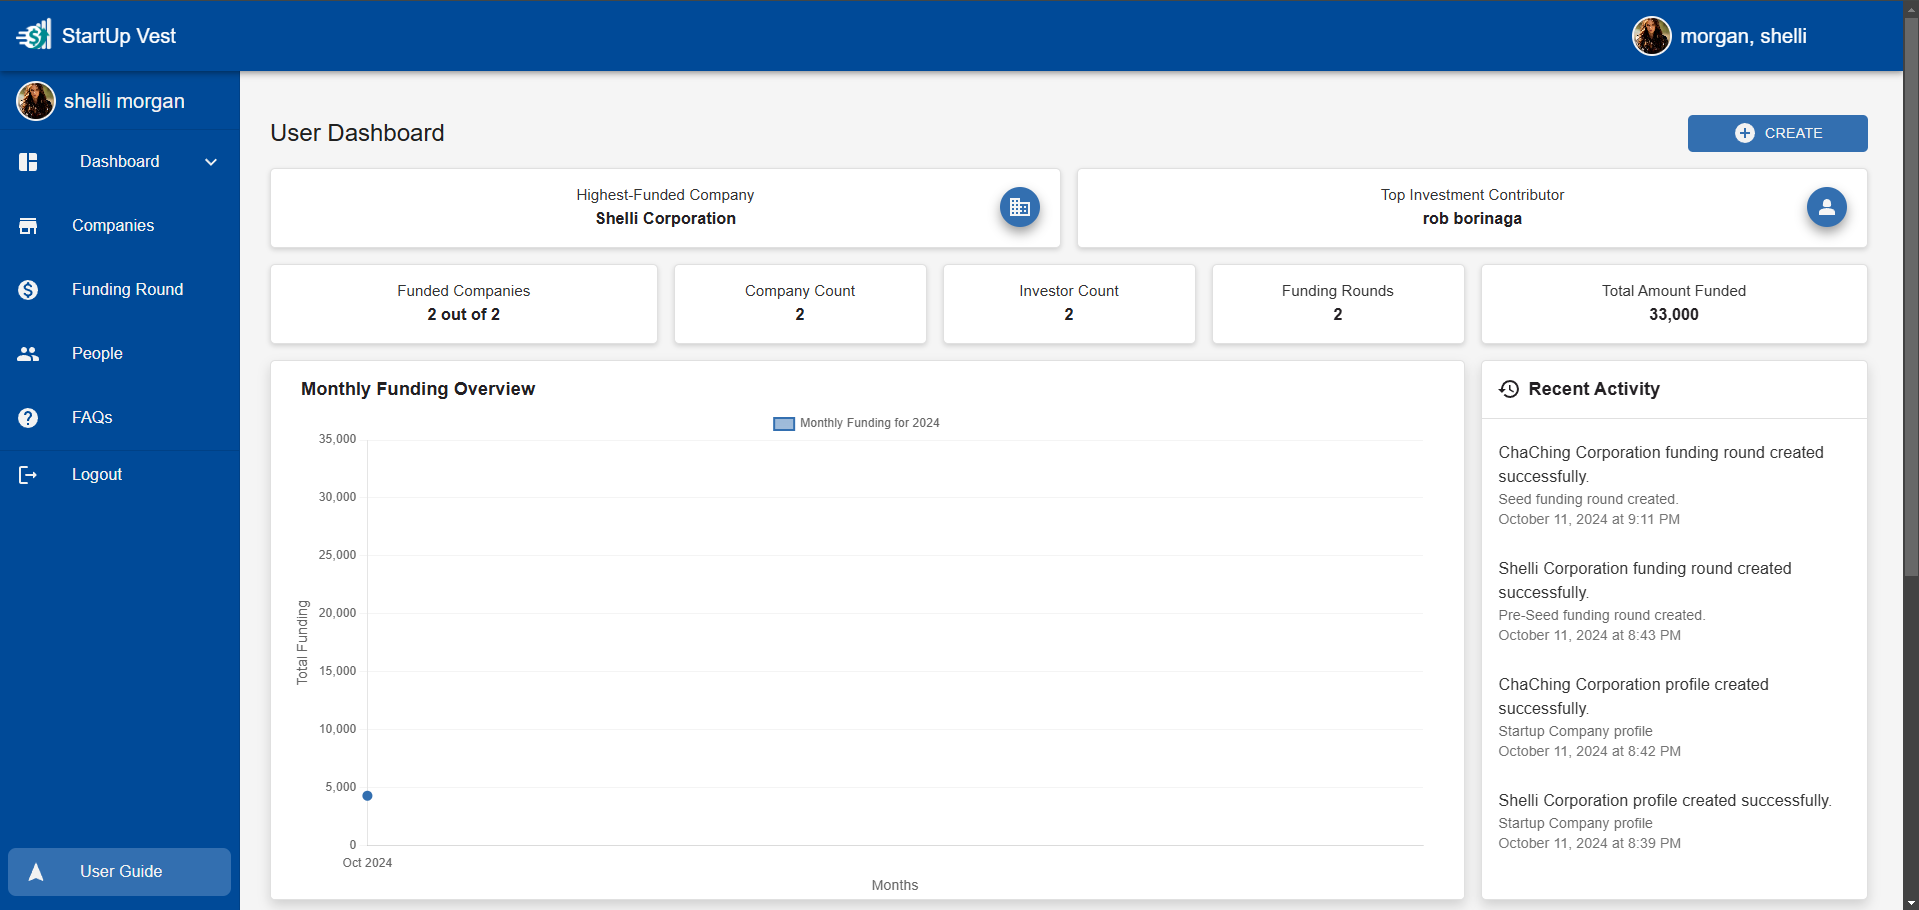 StartUp Vest
morgan, shelli
shelli morgan
Dashboard
Companies
Funding Round
People
FAQs
Logout
User Guide
User Dashboard
CREATE
Highest-Funded Company
Shelli Corporation
Top Investment Contributor
rob borinaga
Funded Companies
2 out of 2
Company Count
2
Investor Count
2
Funding Rounds
2
Total Amount Funded
33,000
Monthly Funding Overview
Monthly Funding for 2024
35,000
30,000
25,000
20,000
15,000
10,000
5,000
0
Total Funding
Oct 2024
Months
Recent Activity
ChaChing Corporation funding round created
successfully.
Seed funding round created.
October 11, 2024 at 9:11 PM
Shelli Corporation funding round created
successfully.
Pre-Seed funding round created.
October 11, 2024 at 8:43 PM
ChaChing Corporation profile created
successfully.
Startup Company profile
October 11, 2024 at 8:42 PM
Shelli Corporation profile created successfully.
Startup Company profile
October 11, 2024 at 8:39 PM